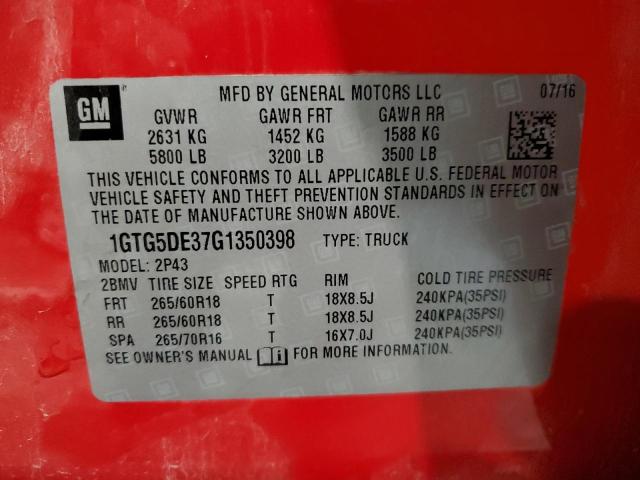 GM
MFD BY GENERAL MOTORS LLC 07/16
GVWR GAWR FRT GAWR RR
2631 KG 1452 KG 1588 KG
5800 LB 3200 LB 3500 LB
THIS VEHICLE CONFORMS TO ALL APPLICABLE U.S. FEDERAL MOTOR
VEHICLE SAFETY AND THEFT PREVENTION STANDARDS IN EFFECT ON
THE DATE OF MANUFACTURE SHOWN ABOVE.
1GTG5DE37G1350398 TYPE: TRUCK
MODEL: 2P43
2BMV TIRE SIZE SPEED RTG RIM COLD TIRE PRESSURE
FRT 265/60R18 T 18X8.5J 240KPA(35PSI)
RR 265/60R18 T 18X8.5J 240KPA(35PSI)
SPA 265/70R16 T 16X7.0J 240KPA(35PSI)
SEE OWNER'S MANUAL FOR MORE INFORMATION.